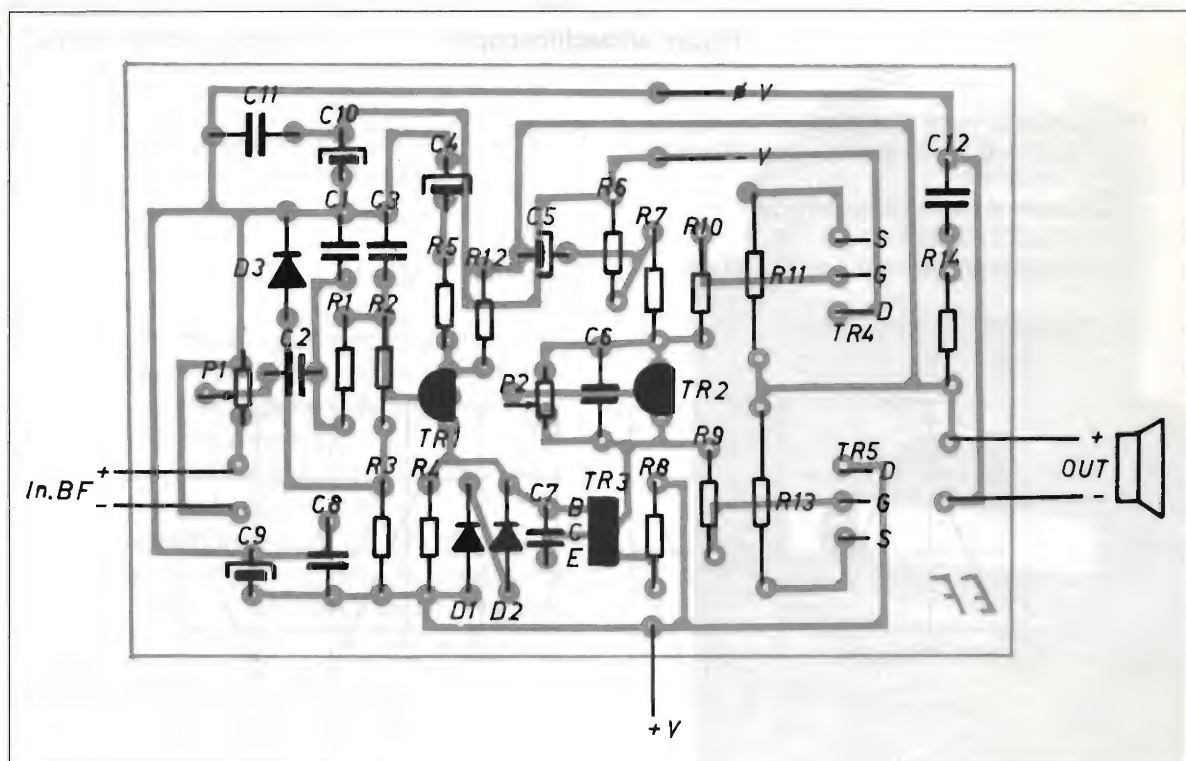 ø V
C11
C10
C4
C12
- V
R6
C1
C3
C5
R7
R10
S
D3
R5
R12
R11
G
R14
R1
R2
D
TR4
C2
C6
P1
P2
TR2
TR1
R9
TR5
+
D
R3
R4
TR3
R8
OUT
+
In.BF
-
C7
B
G
-
R13
C8
C
C9
E
S
D1
D2
FF
+ V